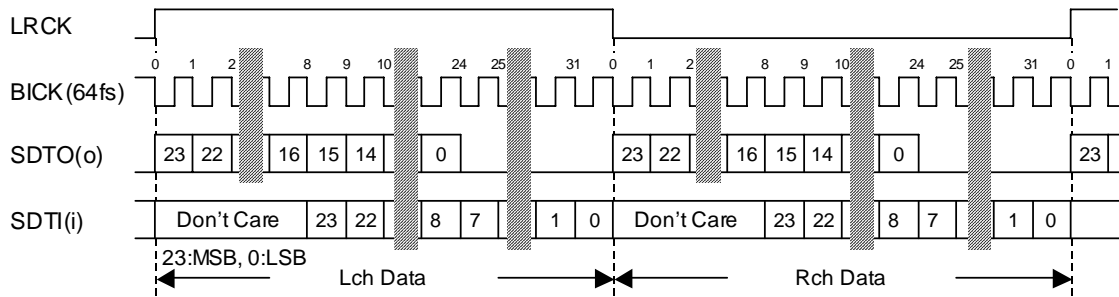 LRCK
0 1 2 8 9 10 24 25 31 0 1 2 8 9 10 24 25 31 0 1
BICK(64fs)
SDTO(o) 23 22 16 15 14 0 23 22 16 15 14 0 23
SDTI(i) Don't Care 23 22 8 7 1 0 Don't Care 23 22 8 7 1 0
23:MSB, 0:LSB
Lch Data Rch Data